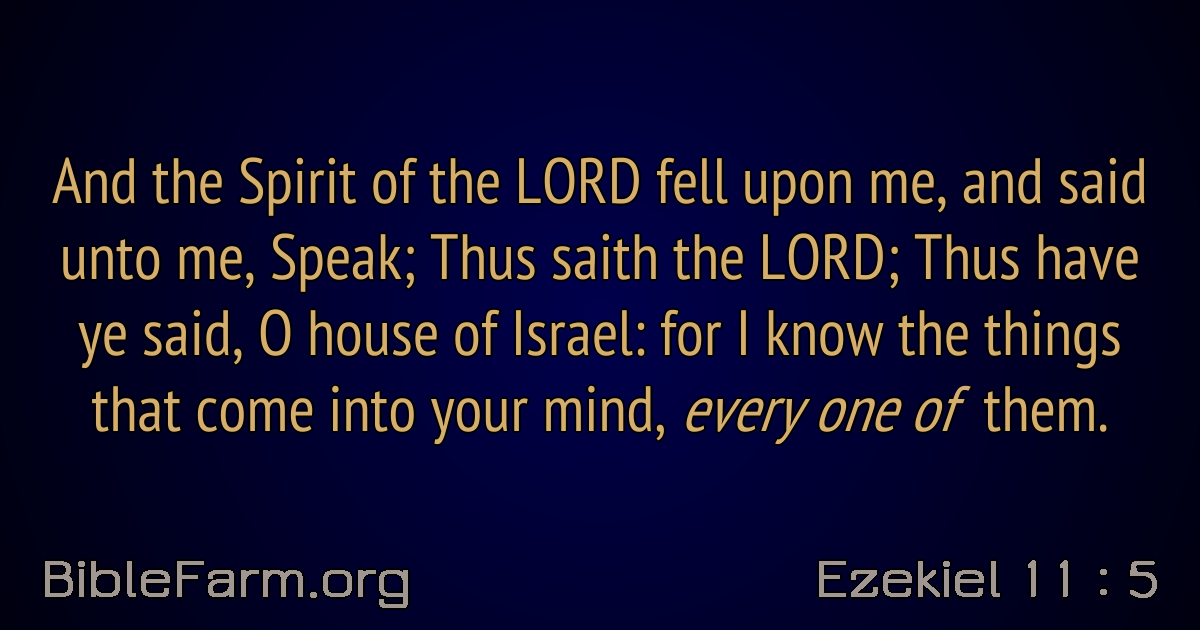 And the Spirit of the LORD fell upon me, and said
unto me, Speak; Thus saith the LORD; Thus have
ye said, O house of Israel: for I know the things
that come into your mind, every one of them.
BibleFarm.org
Ezekiel 11 : 5